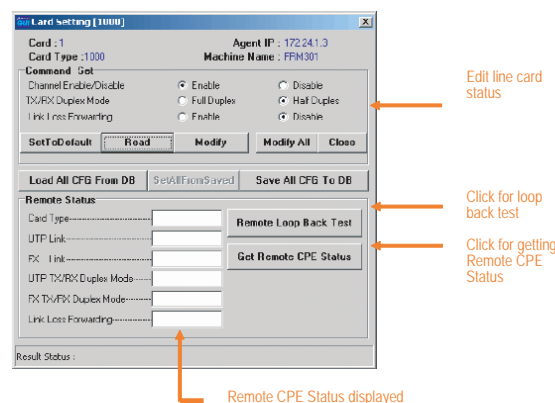 Card Setting [1000]
Card : 1
Agent IP : 172.24.1.3
Card Type :1000
Machine Name : FRM301
Command Set
Channel Enable/Disable
Enable
Disable
TX/RX Duplex Mode
Full Duplex
Half Duplex
Link Loss Forwarding
Enable
Disable
SetToDefault
Read
Modify
Modify All
Close
Load All CFG From DB
SetAllFromSaved
Save All CFG To DB
Remote Status
Card Type
UTP Link
FX Link
UTP TX/RX Duplex Mode
FX TX/RX Duplex Mode
Link Loss Forwarding
Remote Loop Back Test
Get Remote CPE Status
Result Status :
Edit line card
status
Click for loop
back test
Click for getting
Remote CPE
Status
Remote CPE Status displayed